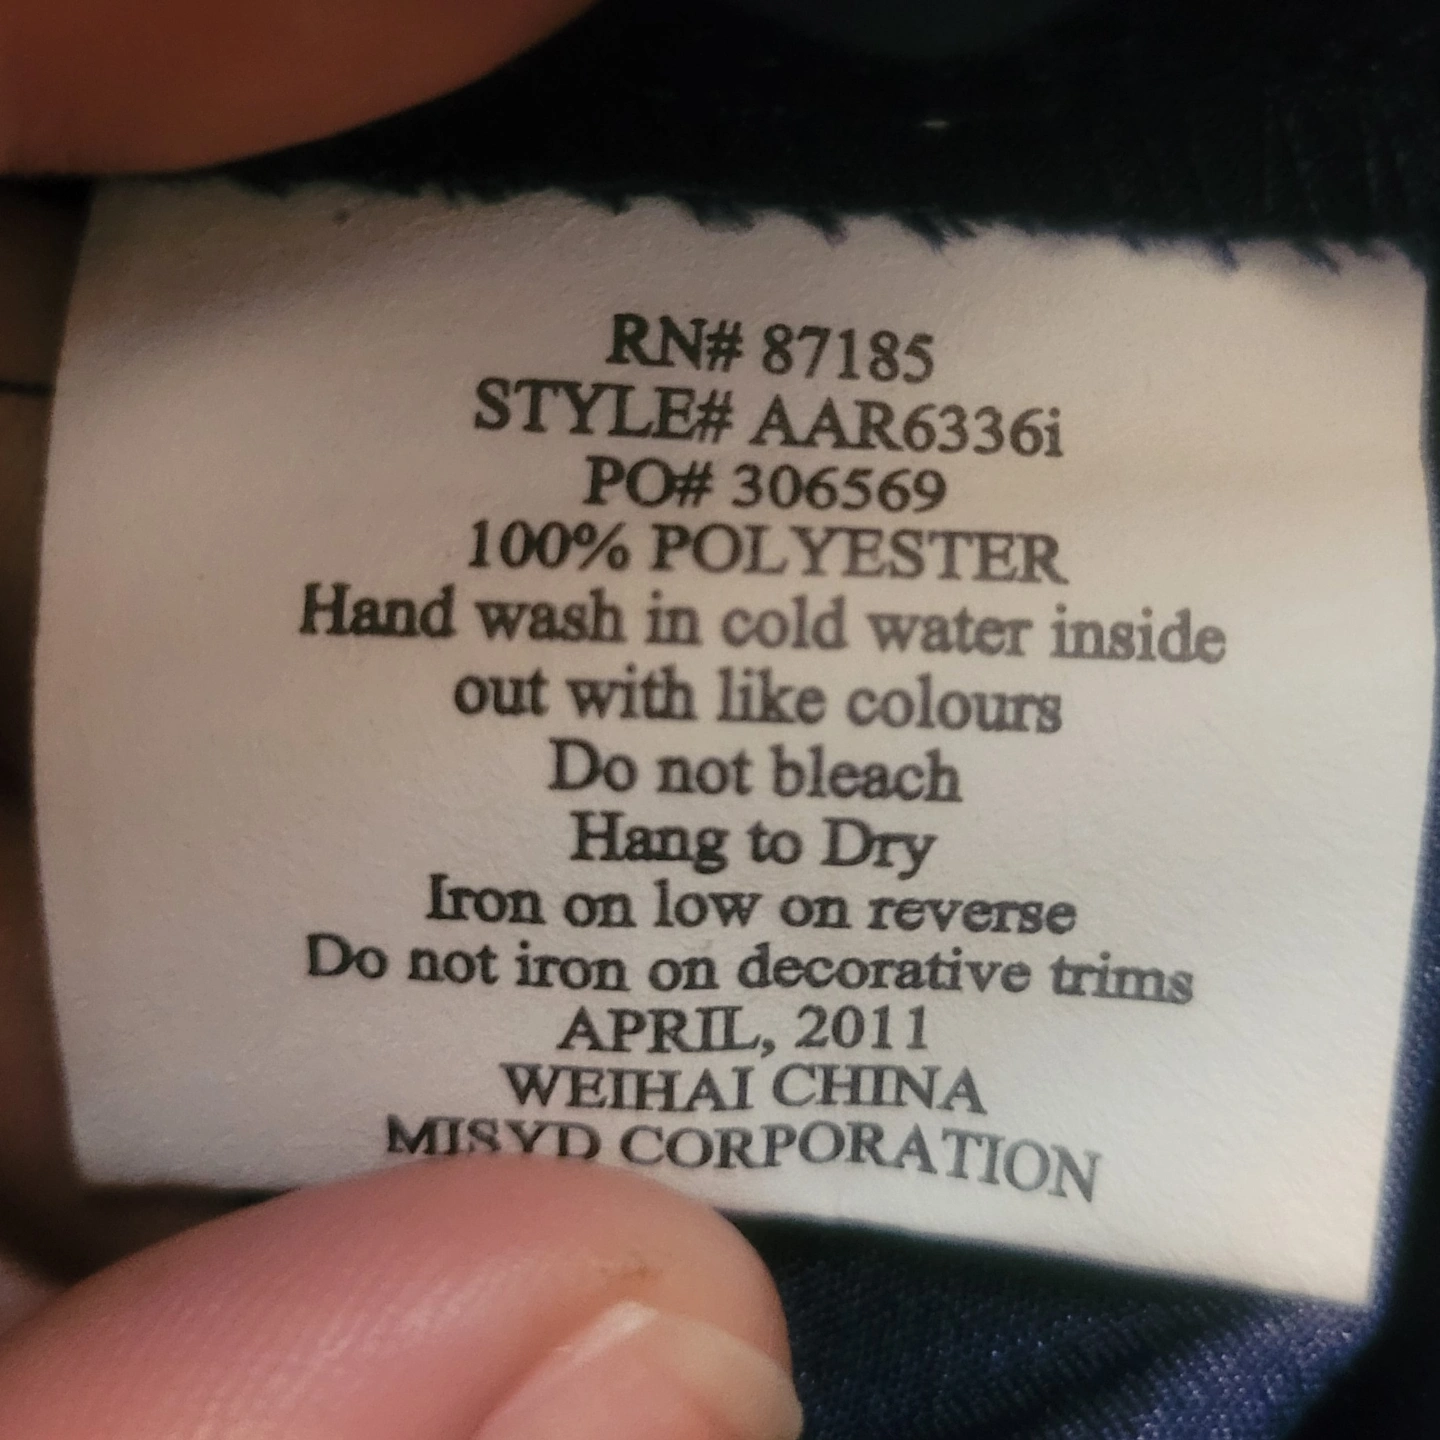 RN# 87185
STYLE# AAR6336i
PO# 306569
100% POLYESTER
Hand wash in cold water inside
out with like colours
Do not bleach
Hang to Dry
Iron on low on reverse
Do not iron on decorative trims
APRIL, 2011
WEIHAI CHINA
MISYD CORPORATION